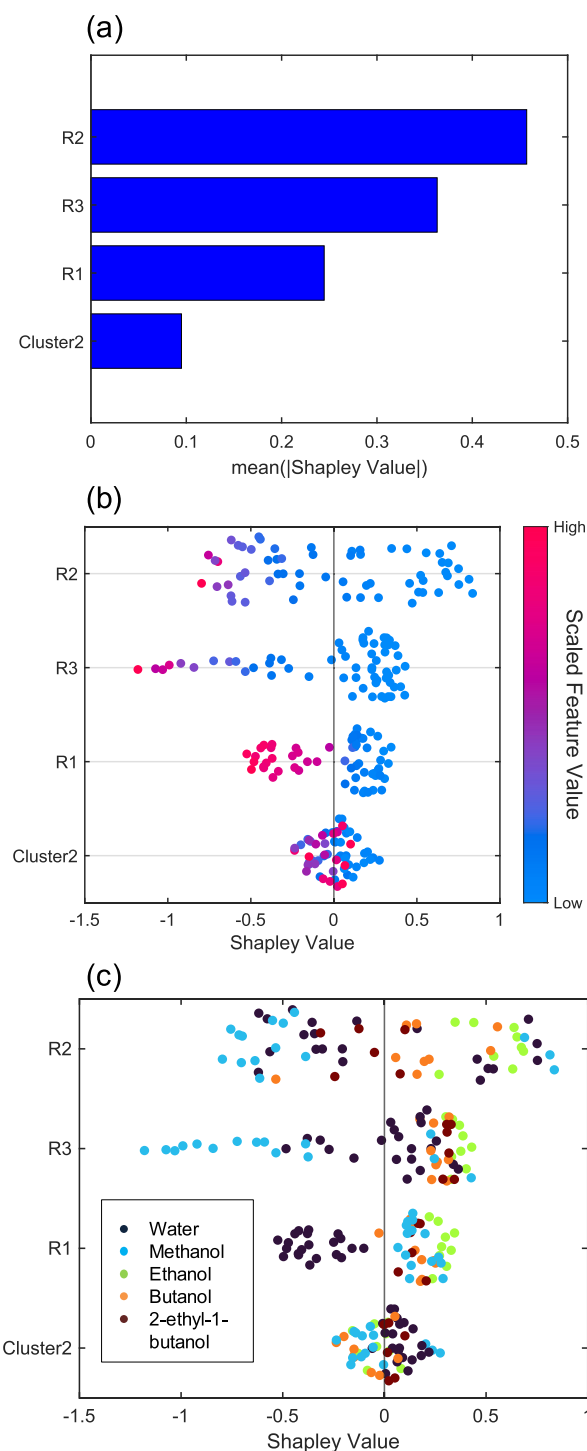 (a)
R2
R3
R1
Cluster2
0 0.1 0.2 0.3 0.4 0.5
mean(|Shapley Value|)
(b)
High
R2
R3
R1
Cluster2
Low
Scaled Feature Value
-1.5 -1 -0.5 0 0.5 1
Shapley Value
(c)
R2
R3
R1
Cluster2
Water
Methanol
Ethanol
Butanol
2-ethyl-1-
butanol
-1.5 -1 -0.5 0 0.5 1
Shapley Value